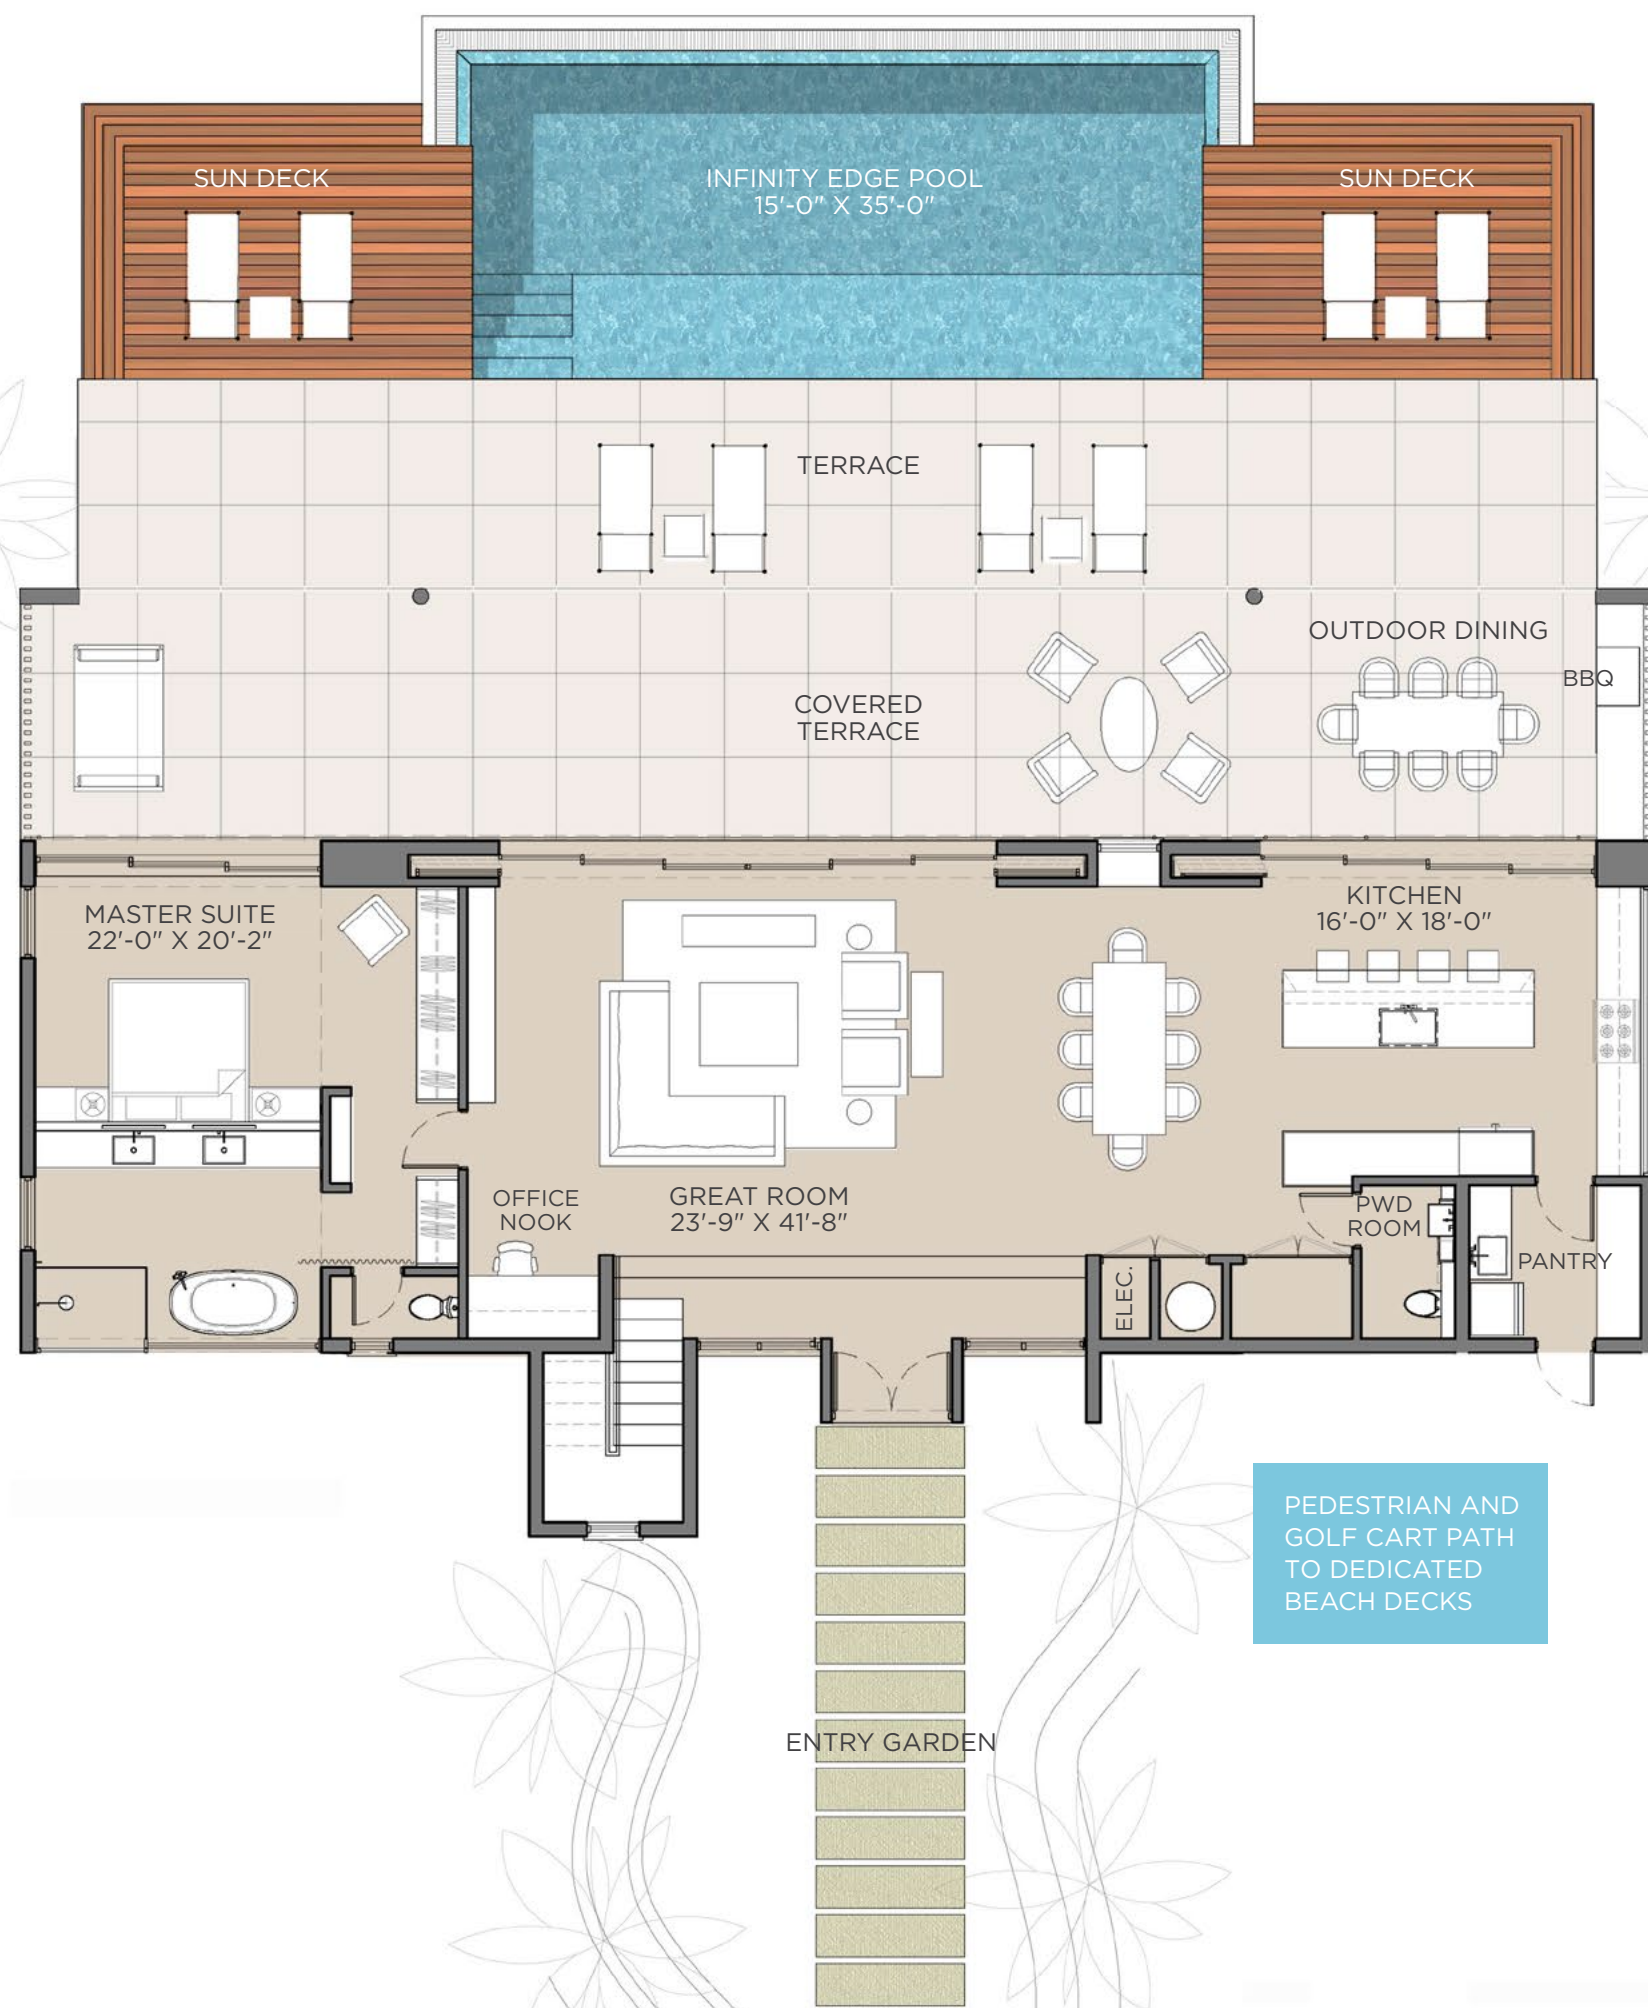 SUN DECK
INFINITY EDGE POOL
15'-0" X 35'-0"
SUN DECK
TERRACE
OUTDOOR DINING
BBQ
COVERED
TERRACE
MASTER SUITE
22'-0" X 20'-2"
KITCHEN
16'-0" X 18'-0"
OFFICE
NOOK
GREAT ROOM
23'-9" X 41'-8"
PWD
ROOM
PANTRY
ELEC.
PEDESTRIAN AND
GOLF CART PATH
TO DEDICATED
BEACH DECKS
ENTRY GARDEN